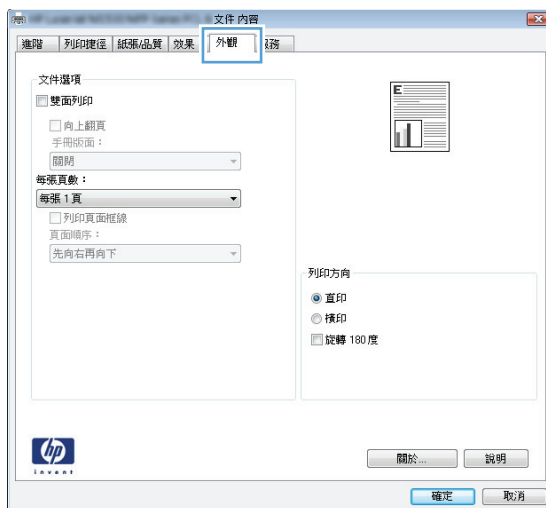 文件 內容
進階 列印捷徑 紙張/品質 效果 外觀 服務
文件選項
雙面列印
向上翻頁
手冊版面：
關閉
每張頁數：
每張 1 頁
列印頁面框線
頁面順序：
先向右再向下
E
列印方向
直印
橫印
旋轉 180 度
hp
invent
關於... 說明
確定 取消